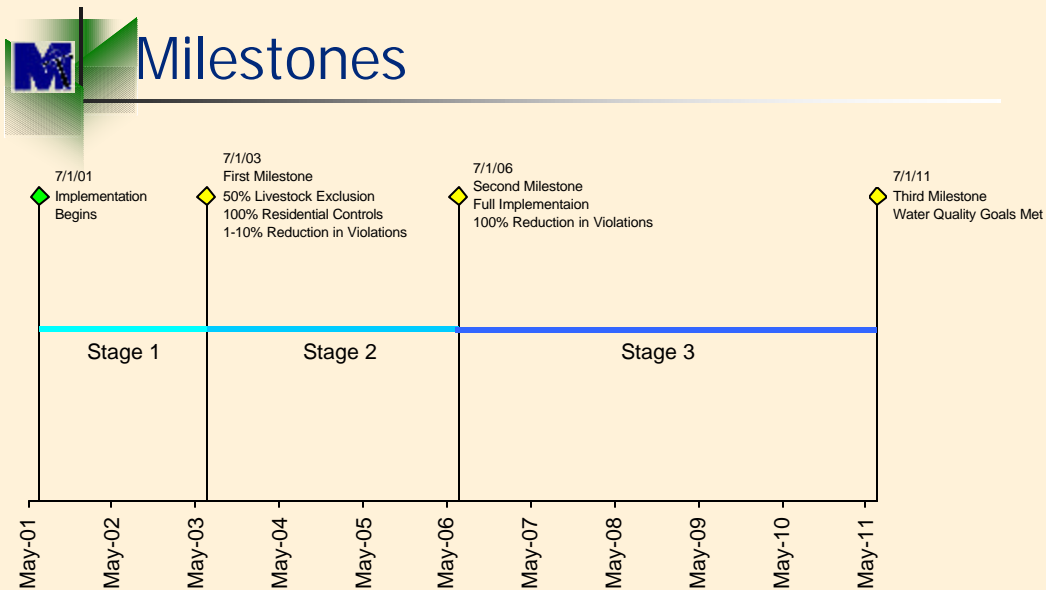 M
Milestones
7/1/01
Implementation
Begins
7/1/03
First Milestone
50% Livestock Exclusion
100% Residential Controls
1-10% Reduction in Violations
7/1/06
Second Milestone
Full Implementaion
100% Reduction in Violations
7/1/11
Third Milestone
Water Quality Goals Met
Stage 1
Stage 2
Stage 3
May-01
May-02
May-03
May-04
May-05
May-06
May-07
May-08
May-09
May-10
May-11